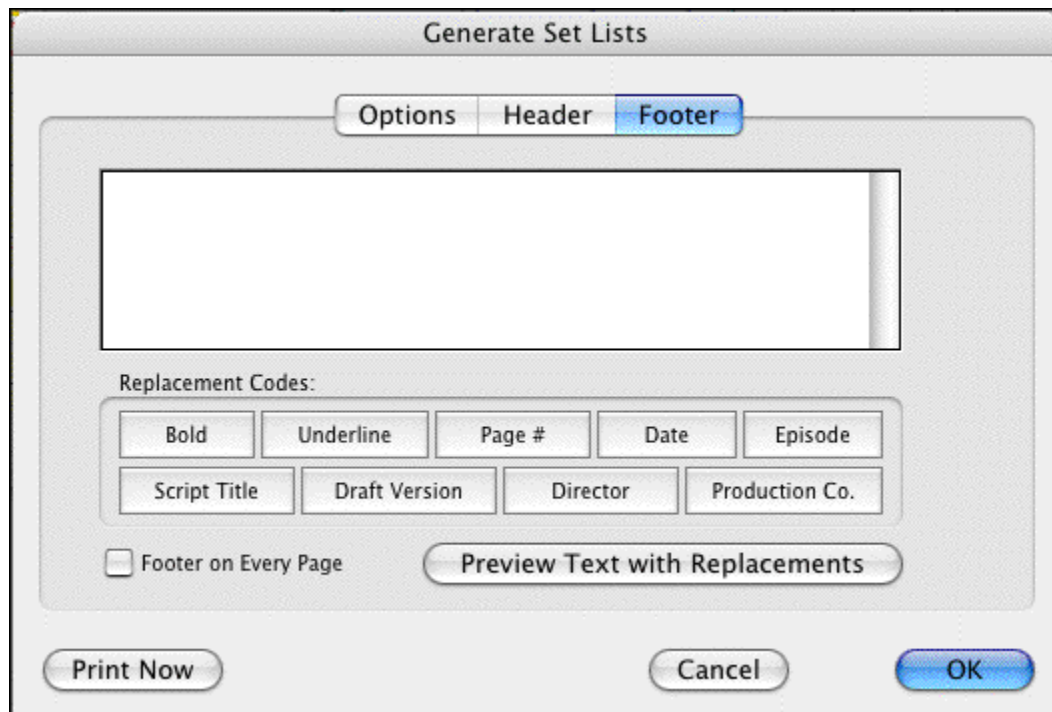 Generate Set Lists
Options Header Footer
Replacement Codes:
Bold Underline Page # Date Episode
Script Title Draft Version Director Production Co.
Footer on Every Page Preview Text with Replacements
Print Now Cancel OK